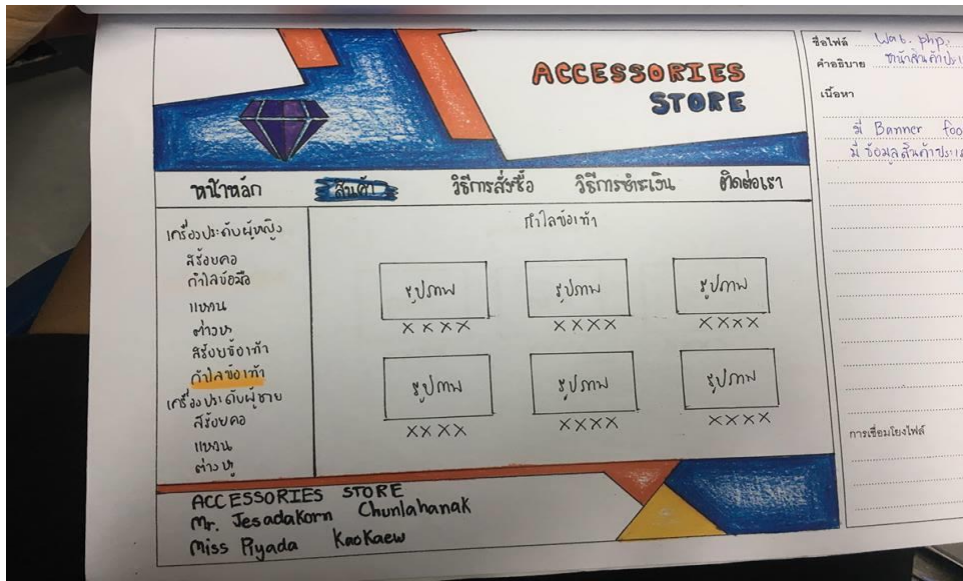 ACCESSORIES
STORE
หน้าหลัก สินค้า วิธีการสั่งซื้อ วิธีการชำระเงิน ติดต่อเรา
เครื่องประดับผู้หญิง
สร้อยคอ
กำไลข้อมือ
แหวน
ต่างหู
สร้อยข้อเท้า
กำไลข้อเท้า
เครื่องประดับผู้ชาย
สร้อยคอ
แหวน
ต่างหู
กำไลข้อเท้า
รูปภาพ รูปภาพ รูปภาพ
XXXX XXXX XXXX
รูปภาพ รูปภาพ รูปภาพ
XXXX XXXX XXXX
ACCESSORIES STORE
Mr. Jesadakorn Chunlahanak
Miss Piyada KaoKaew
ชื่อไฟล์ .php
คำอธิบาย
เนื้อหา
มี Banner
มี ข้อมูลสินค้า
การเชื่อมโยงไฟล์